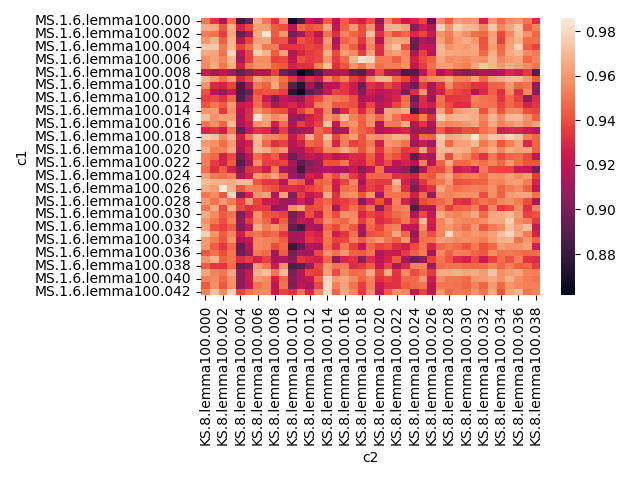 MS.1.6.lemma100.000
MS.1.6.lemma100.002
MS.1.6.lemma100.004
MS.1.6.lemma100.006
MS.1.6.lemma100.008
MS.1.6.lemma100.010
MS.1.6.lemma100.012
MS.1.6.lemma100.014
MS.1.6.lemma100.016
MS.1.6.lemma100.018
MS.1.6.lemma100.020
MS.1.6.lemma100.022
MS.1.6.lemma100.024
MS.1.6.lemma100.026
MS.1.6.lemma100.028
MS.1.6.lemma100.030
MS.1.6.lemma100.032
MS.1.6.lemma100.034
MS.1.6.lemma100.036
MS.1.6.lemma100.038
MS.1.6.lemma100.040
MS.1.6.lemma100.042
c1
KS.8.lemma100.000
KS.8.lemma100.002
KS.8.lemma100.004
KS.8.lemma100.006
KS.8.lemma100.008
KS.8.lemma100.010
KS.8.lemma100.012
KS.8.lemma100.014
KS.8.lemma100.016
KS.8.lemma100.018
KS.8.lemma100.020
KS.8.lemma100.022
KS.8.lemma100.024
KS.8.lemma100.026
KS.8.lemma100.028
KS.8.lemma100.030
KS.8.lemma100.032
KS.8.lemma100.034
KS.8.lemma100.036
KS.8.lemma100.038
c2
0.98
0.96
0.94
0.92
0.90
0.88